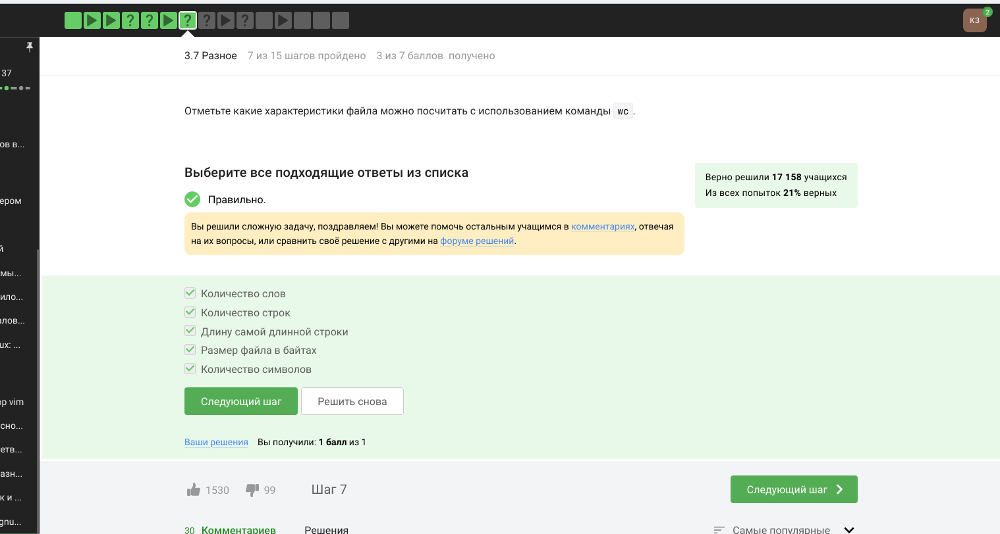 ? ? ? ? ?
КЗ 2
3.7 Разное 7 из 15 шагов пройдено 3 из 7 баллов получено
37
Отметьте какие характеристики файла можно посчитать с использованием команды wc.
ов в...
Выберите все подходящие ответы из списка
Верно решили 17 158 учащихся
Из всех попыток 21% верных
ером
Правильно.
Вы решили сложную задачу, поздравляем! Вы можете помочь остальным учащимся в комментариях, отвечая
на их вопросы, или сравнить своё решение с другими на форуме решений.
й
мы...
Количество слов
ило...
Количество строк
алов...
Длину самой длинной строки
ux: ...
Размер файла в байтах
Количество символов
ор vim
Следующий шаг Решить снова
сно...
Ваши решения Вы получили: 1 балл из 1
етв...
азн...
1530 99 Шаг 7 Следующий шаг
к и ...
gnu...
30 Комментариев Решения Самые популярные